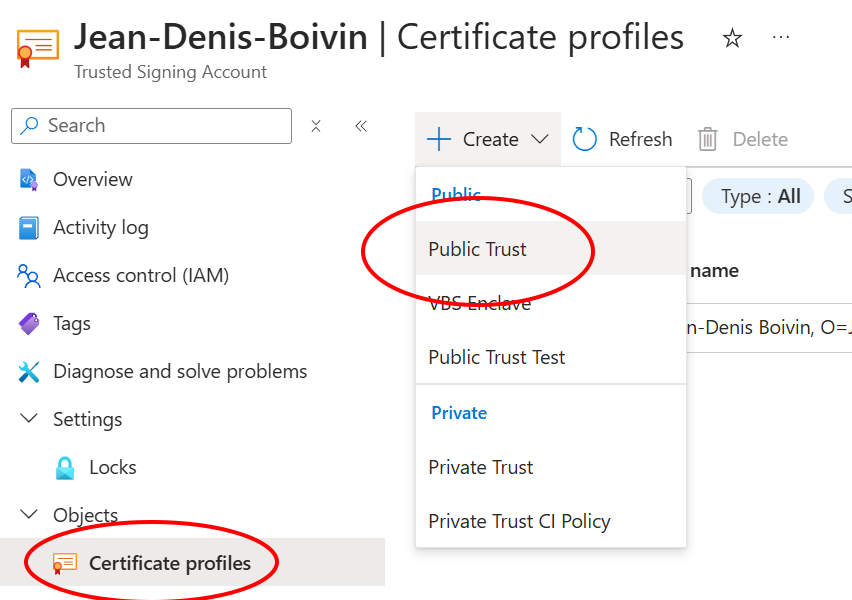 Jean-Denis-Boivin | Certificate profiles
Trusted Signing Account
Search
Overview
Activity log
Access control (IAM)
Tags
Diagnose and solve problems
Settings
Locks
Objects
Certificate profiles
Create
Refresh
Delete
Public
Public Trust
VBS Enclave
Public Trust Test
Private
Private Trust
Private Trust CI Policy
Type : All
S
name
n-Denis Boivin, O=J